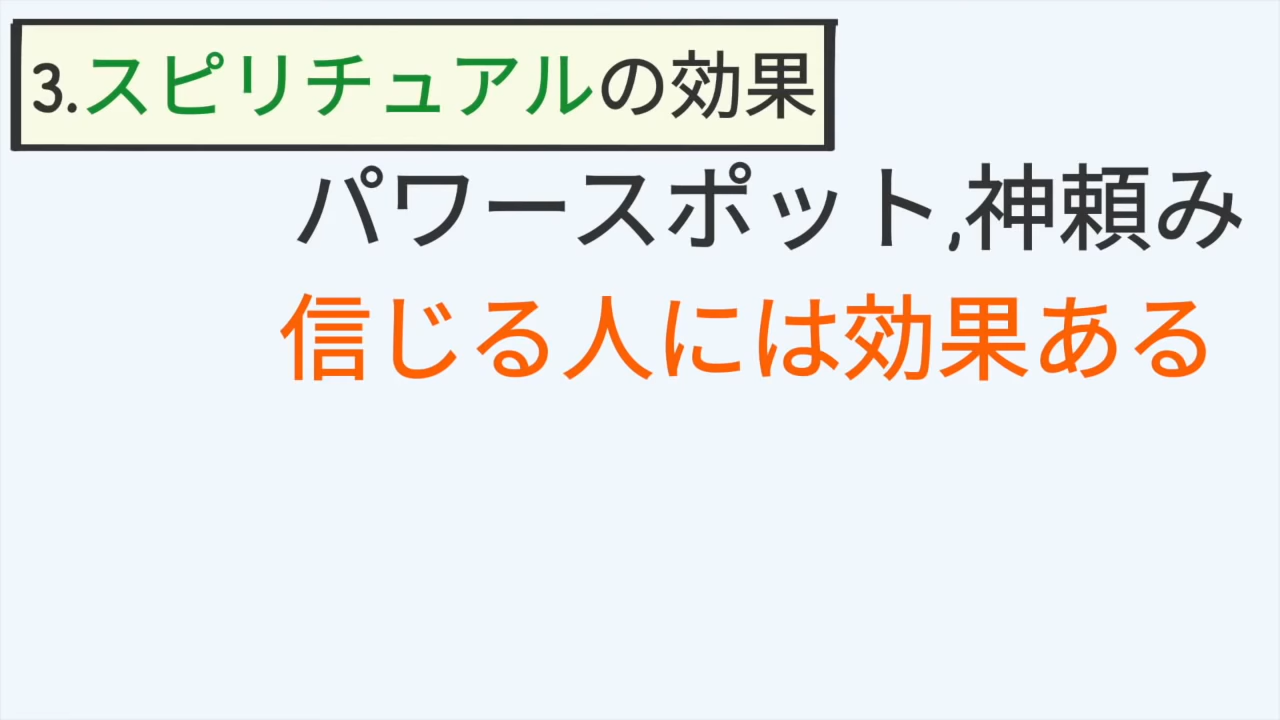 3.スピリチュアルの効果
パワースポット,神頼み
信じる人には効果ある